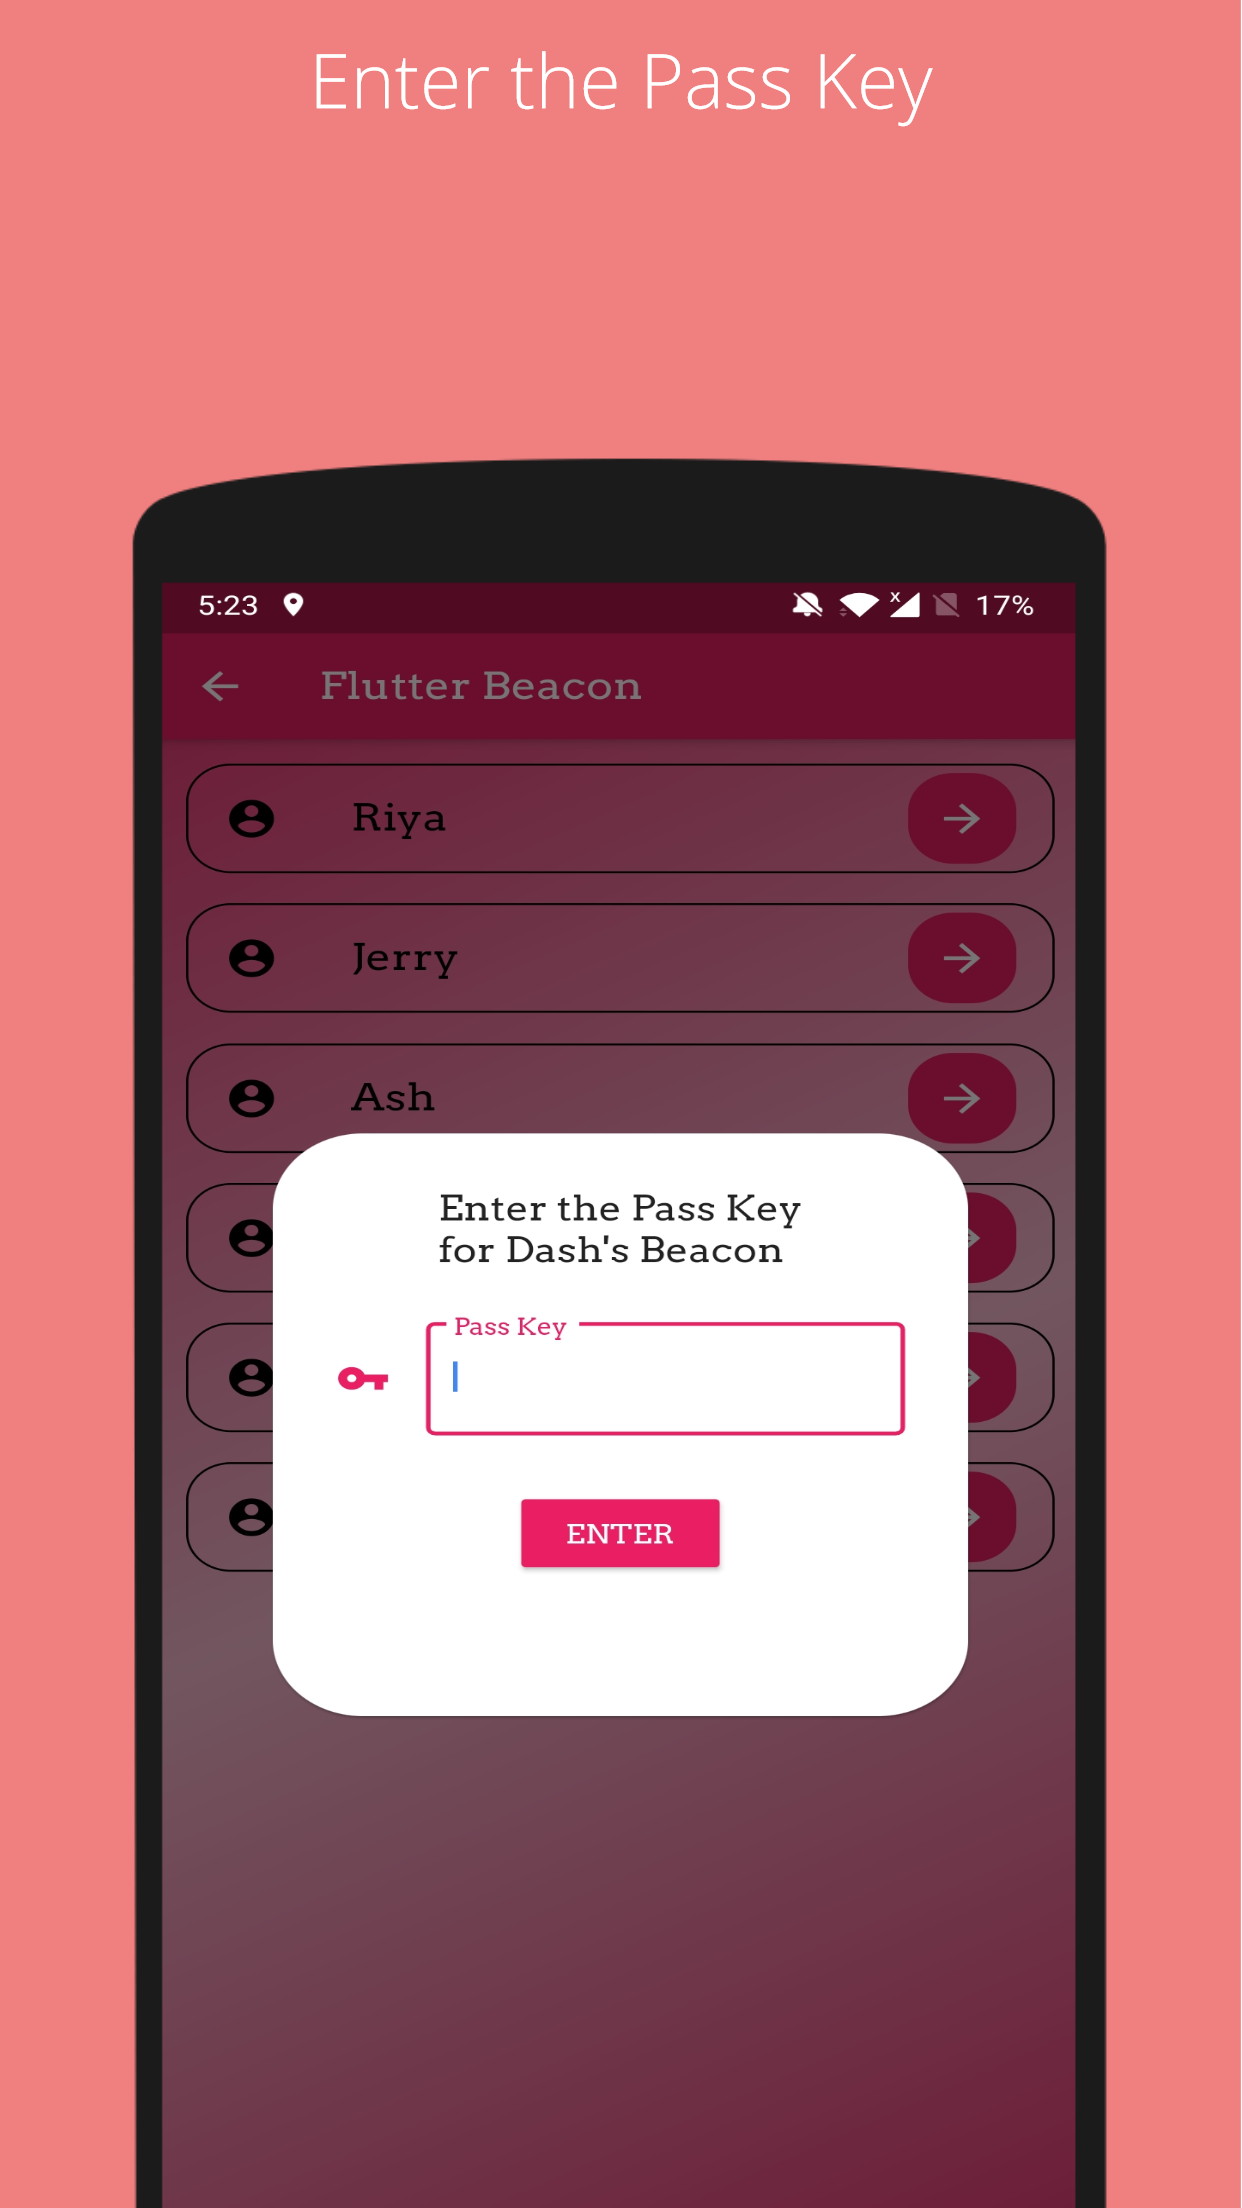 Enter the Pass Key
5:23
x
17%
Flutter Beacon
Riya
Jerry
Ash
Enter the Pass Key
for Dash's Beacon
Pass Key
ENTER